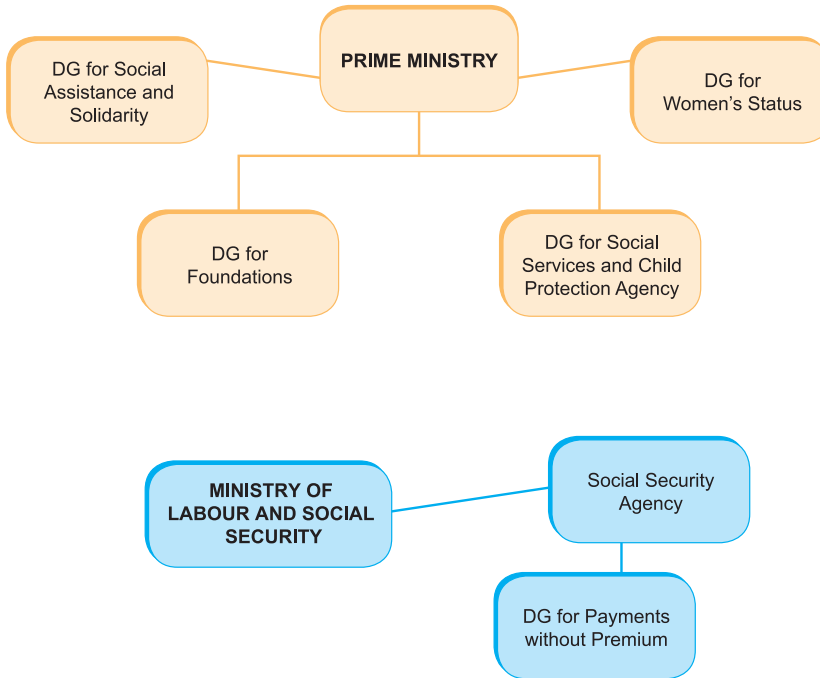 PRIME MINISTRY
DG for Social
Assistance and
Solidarity
DG for
Women’s Status
DG for
Foundations
DG for Social
Services and Child
Protection Agency
MINISTRY OF
LABOUR AND SOCIAL
SECURITY
Social Security
Agency
DG for Payments
without Premium